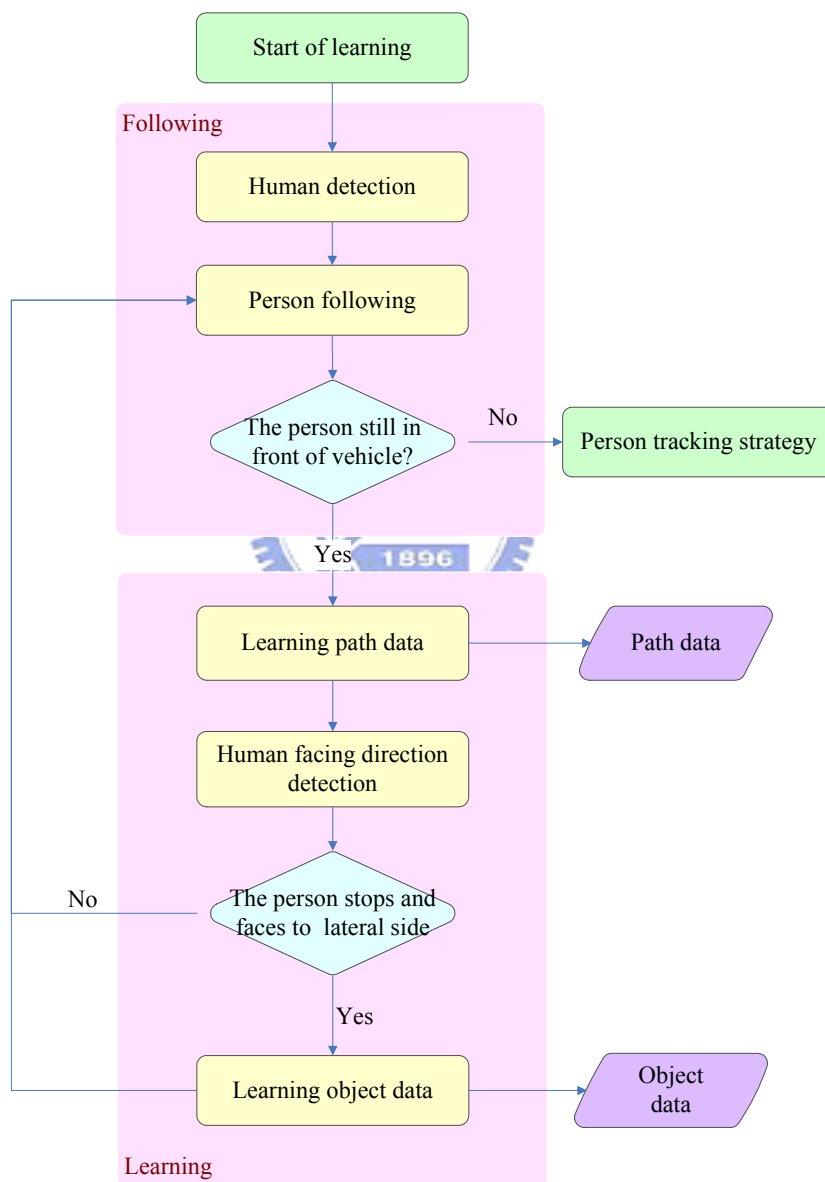 Start of learning
Following
Human detection
Person following
The person still in
front of vehicle?
No
Person tracking strategy
Yes
1896
Learning path data
Path data
Human facing direction
detection
The person stops and
faces to lateral side
No
Yes
Learning object data
Object
data
Learning